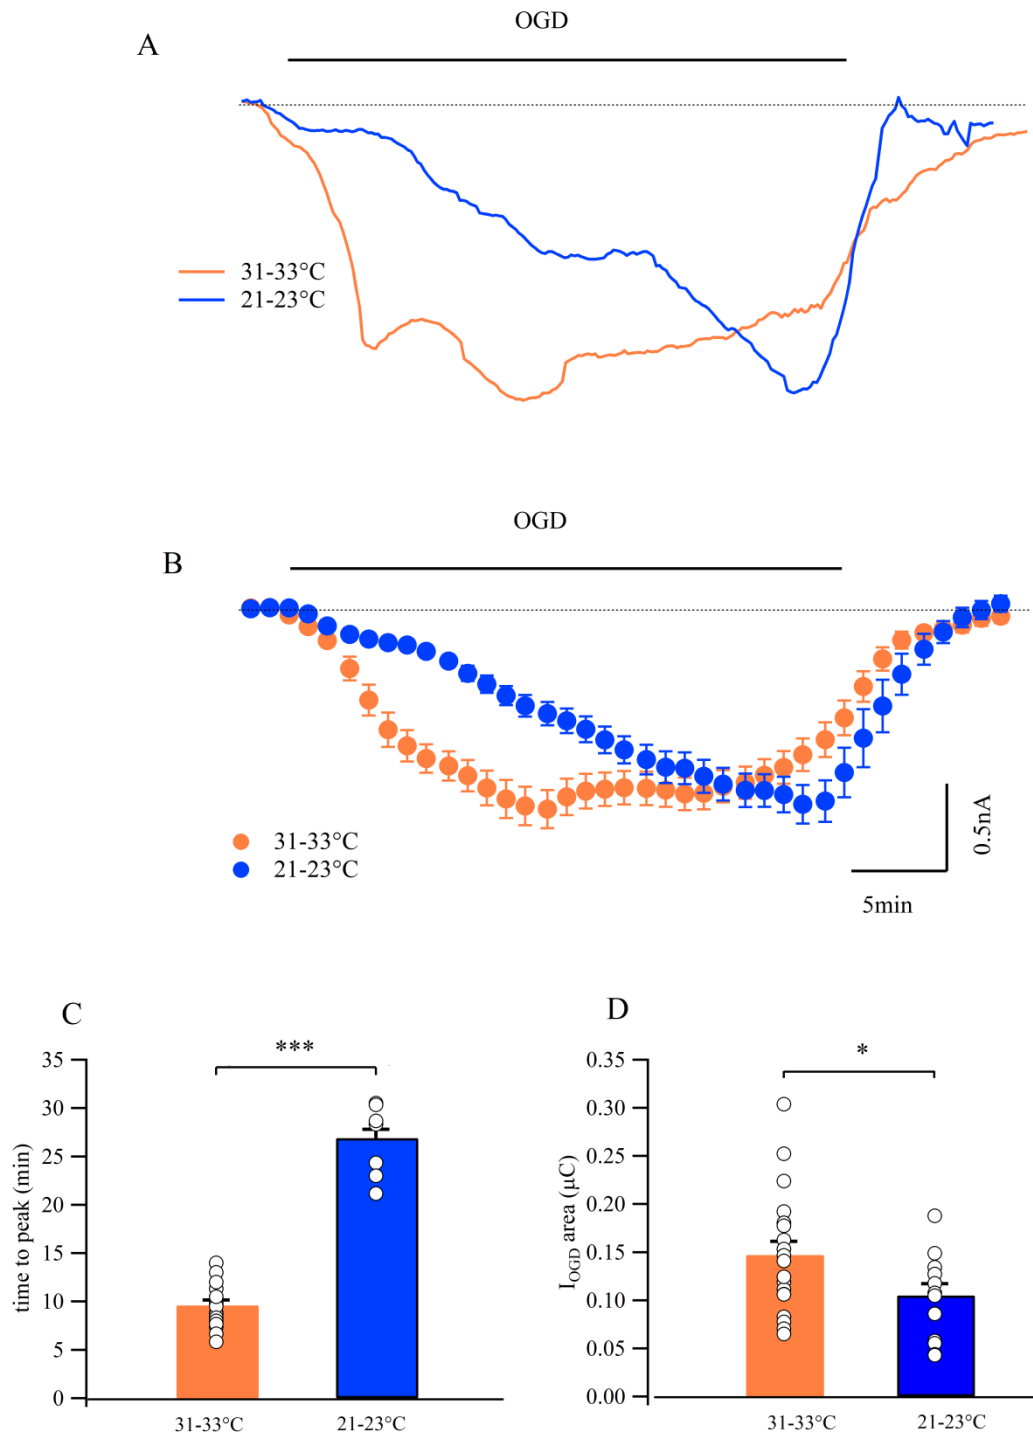 OGD
A
31-33°C
21-23°C
OGD
B
31-33°C
21-23°C
0.5nA
5min
C
D
***
*
35
30
25
20
15
10
5
0
time to peak (min)
31-33°C
21-23°C
0.35
0.30
0.25
0.20
0.15
0.10
0.05
0.00
I_OGD area (µC)
31-33°C
21-23°C